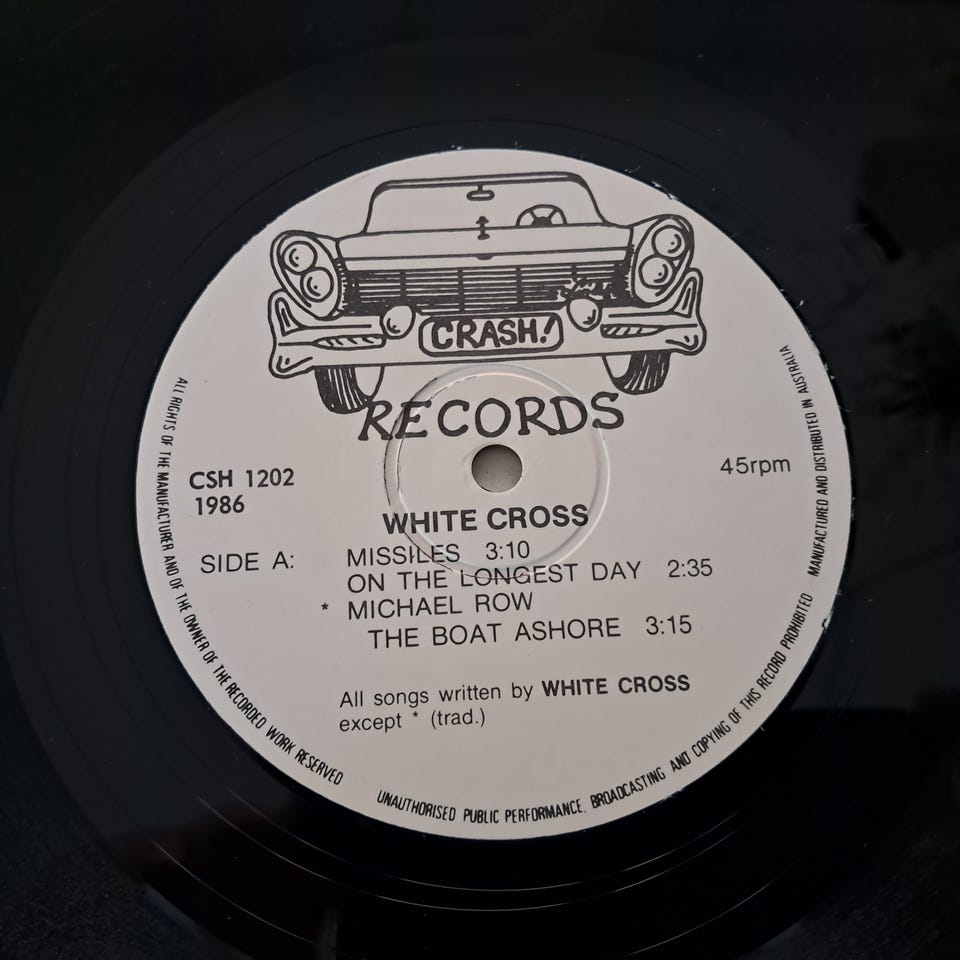 CRASH!
RECORDS
CSH 1202
1986
45rpm
WHITE CROSS
SIDE A:
MISSILES 3:10
ON THE LONGEST DAY 2:35
* MICHAEL ROW
THE BOAT ASHORE 3:15
All songs written by WHITE CROSS
except * (trad.)
ALL RIGHTS OF THE MANUFACTURER AND OF THE OWNER OF THE RECORDED WORK RESERVED
UNAUTHORISED PUBLIC PERFORMANCE, BROADCASTING AND COPYING OF THIS RECORD PROHIBITED
MANUFACTURED AND DISTRIBUTED IN AUSTRALIA